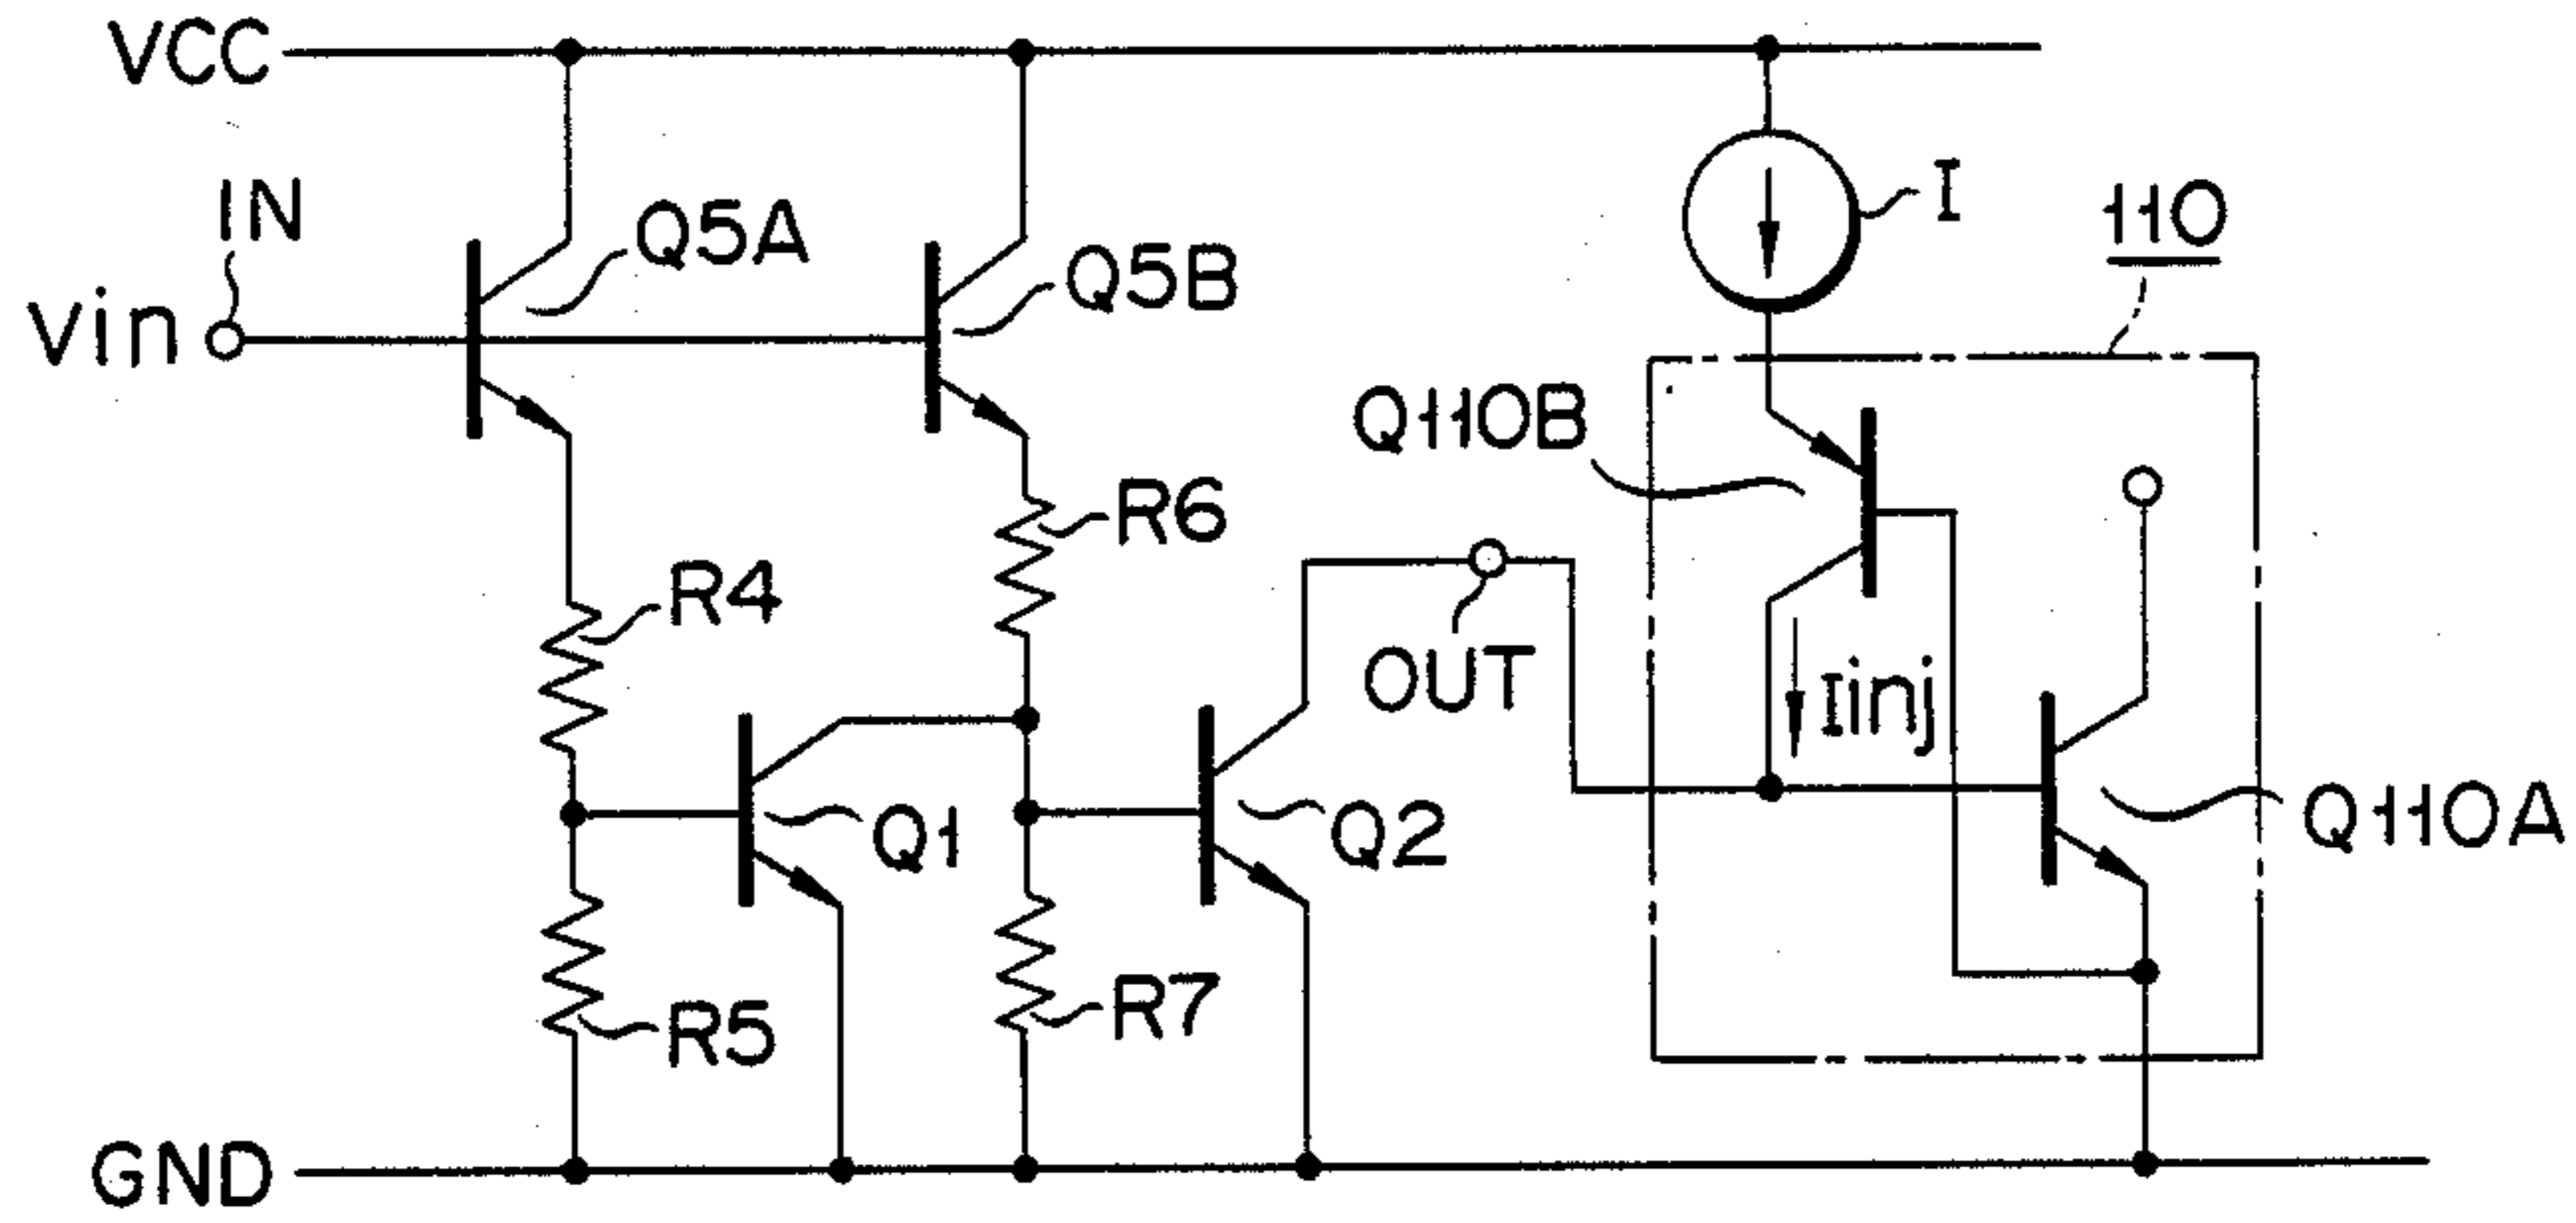 VCC
IN
Q5A
Q5B
I
110
Vin
Q110B
R6
R4
OUT
Iinj
Q1
Q2
Q110A
R5
R7
GND